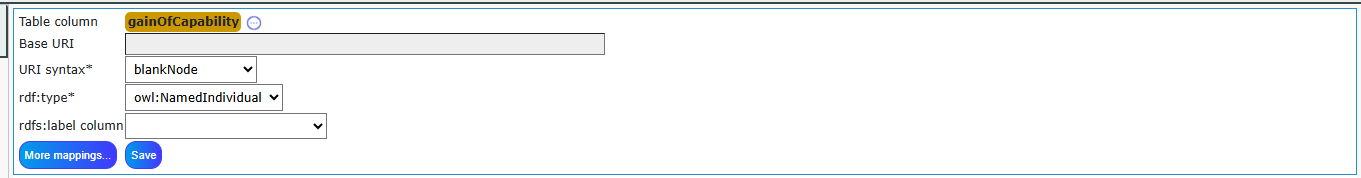 Table column gainOfCapability
Base URI
URI syntax* blankNode
rdf:type* owl:NamedIndividual
rdfs:label column
More mappings... Save